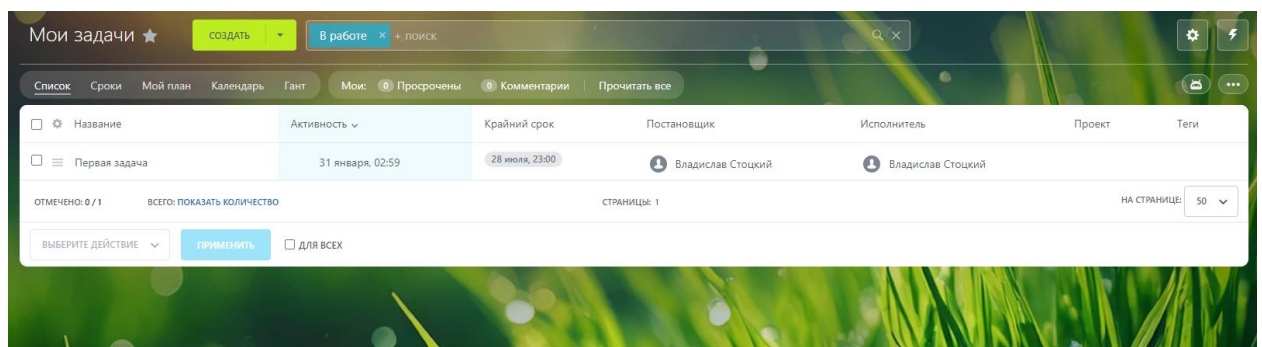 Мои задачи СОЗДАТЬ В работе × + поиск
Список Сроки Мой план Календарь Гант Мои: 0 Просрочены 0 Комментарии Прочитать все
Название Активность Крайний срок Постановщик Исполнитель Проект Теги
Первая задача 31 января, 02:59 28 июля, 23:00 Владислав Стоцкий Владислав Стоцкий
ОТМЕЧЕНО: 0 / 1 ВСЕГО: ПОКАЗАТЬ КОЛИЧЕСТВО СТРАНИЦЫ: 1 НА СТРАНИЦЕ: 50
ВЫБЕРИТЕ ДЕЙСТВИЕ ПРИМЕНИТЬ ДЛЯ ВСЕХ